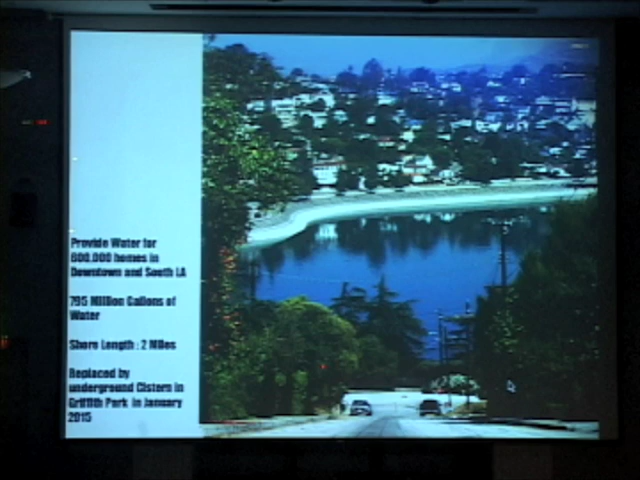 Provide Water for
600.000 homes in
Downtown and South LA
795 Million Gallons of
Water
Shore Length : 2 Miles
Replaced by
underground Cistern in
Griffith Park in January
2015